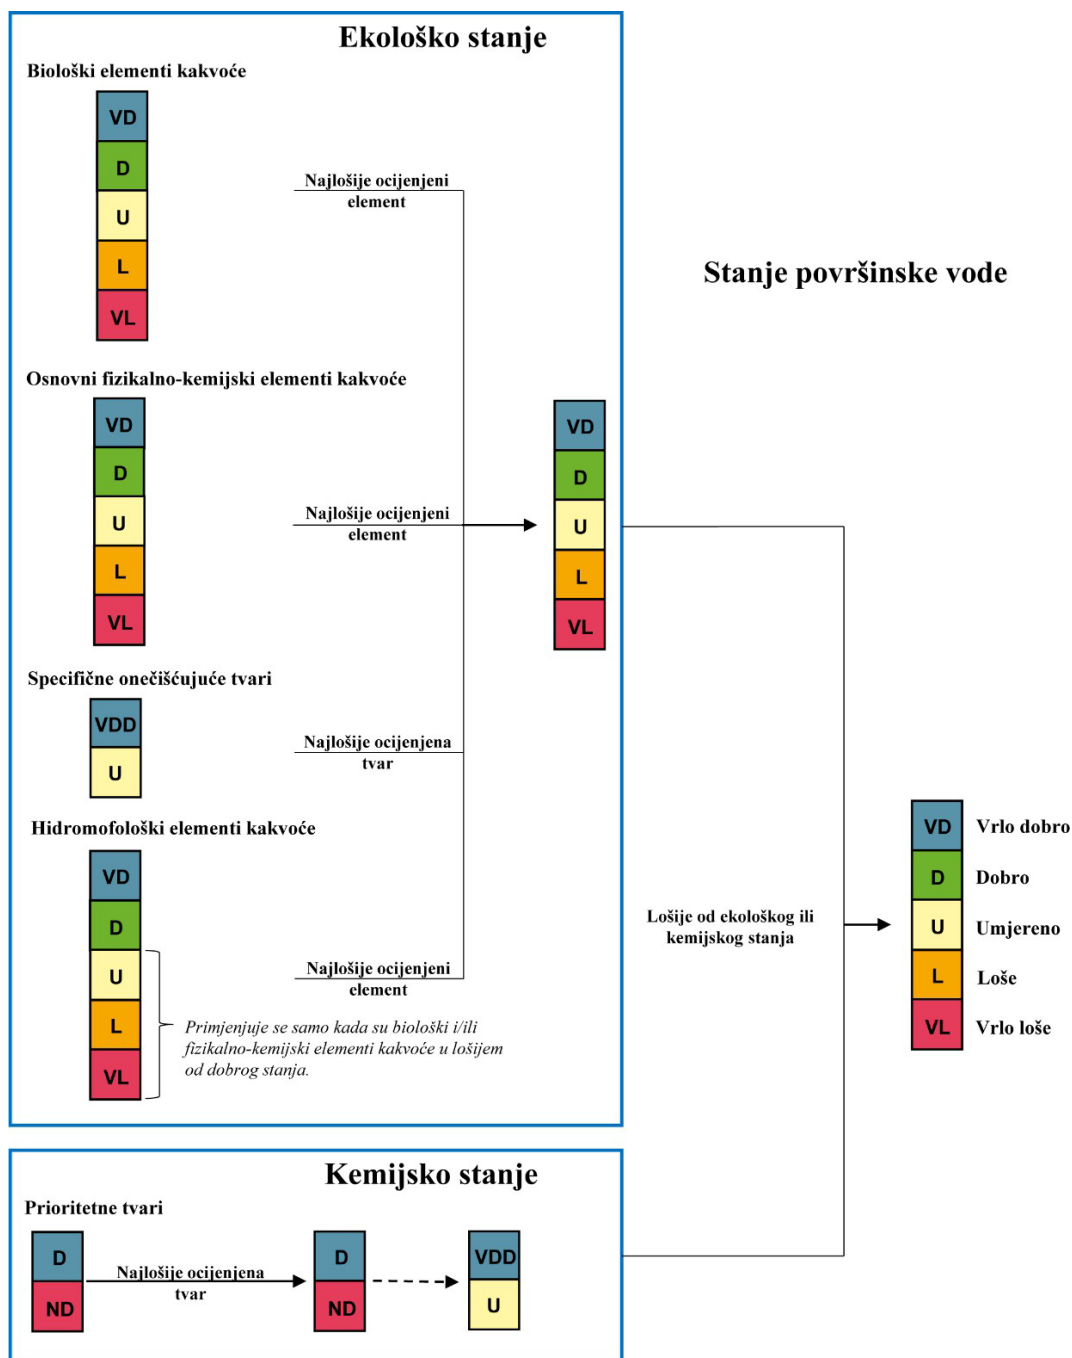 Ekološko stanje
Biološki elementi kakvoće
VD
D
U
L
VL
Najlošije ocijenjeni
element
Stanje površinske vode
Osnovni fizikalno-kemijski elementi kakvoće
VD
D
U
L
VL
Najlošije ocijenjeni
element
VD
D
U
L
VL
Specifične onečišćujuće tvari
VDD
U
Najlošije ocijenjena
tvar
Hidromofološki elementi kakvoće
VD
D
U
L
VL
Najlošije ocijenjeni
element
Primjenjuje se samo kada su biološki i/ili
fizikalno-kemijski elementi kakvoće u lošijem
od dobrog stanja.
Lošije od ekološkog ili
kemijskog stanja
VD Vrlo dobro
D Dobro
U Umjereno
L Loše
VL Vrlo loše
Kemijsko stanje
Prioritetne tvari
D
ND
Najlošije ocijenjena
tvar
D
ND
VDD
U